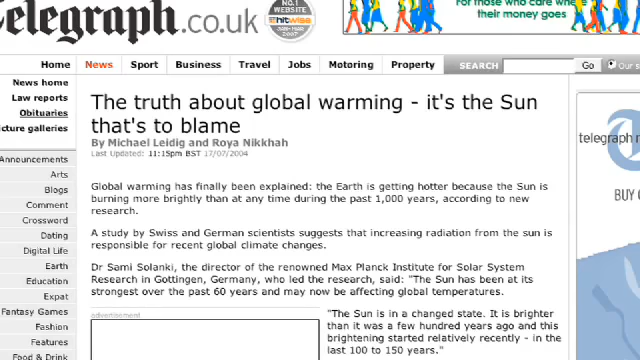 Telegraph.co.uk
NO.1
WEBSITE
hitwise
JAN-MAR
2007
For those who care where
their money goes
Home News Sport Business Travel Jobs Motoring Property SEARCH Go Our s
News home
Law reports
Obituaries
icture galleries
Announcements
Arts
Blogs
Comment
Crossword
Dating
Digital Life
Earth
Education
Expat
Fantasy Games
Fashion
Features
Food & Drink
The truth about global warming - it's the Sun
that's to blame
By Michael Leidig and Roya Nikkhah
Last Updated: 11:15pm BST 17/07/2004
Global warming has finally been explained: the Earth is getting hotter because the Sun is
burning more brightly than at any time during the past 1,000 years, according to new
research.
A study by Swiss and German scientists suggests that increasing radiation from the sun is
responsible for recent global climate changes.
Dr Sami Solanki, the director of the renowned Max Planck Institute for Solar System
Research in Gottingen, Germany, who led the research, said: "The Sun has been at its
strongest over the past 60 years and may now be affecting global temperatures.
advertisement
"The Sun is in a changed state. It is brighter
than it was a few hundred years ago and this
brightening started relatively recently - in
the last 100 to 150 years."
telegraph m
BUY O